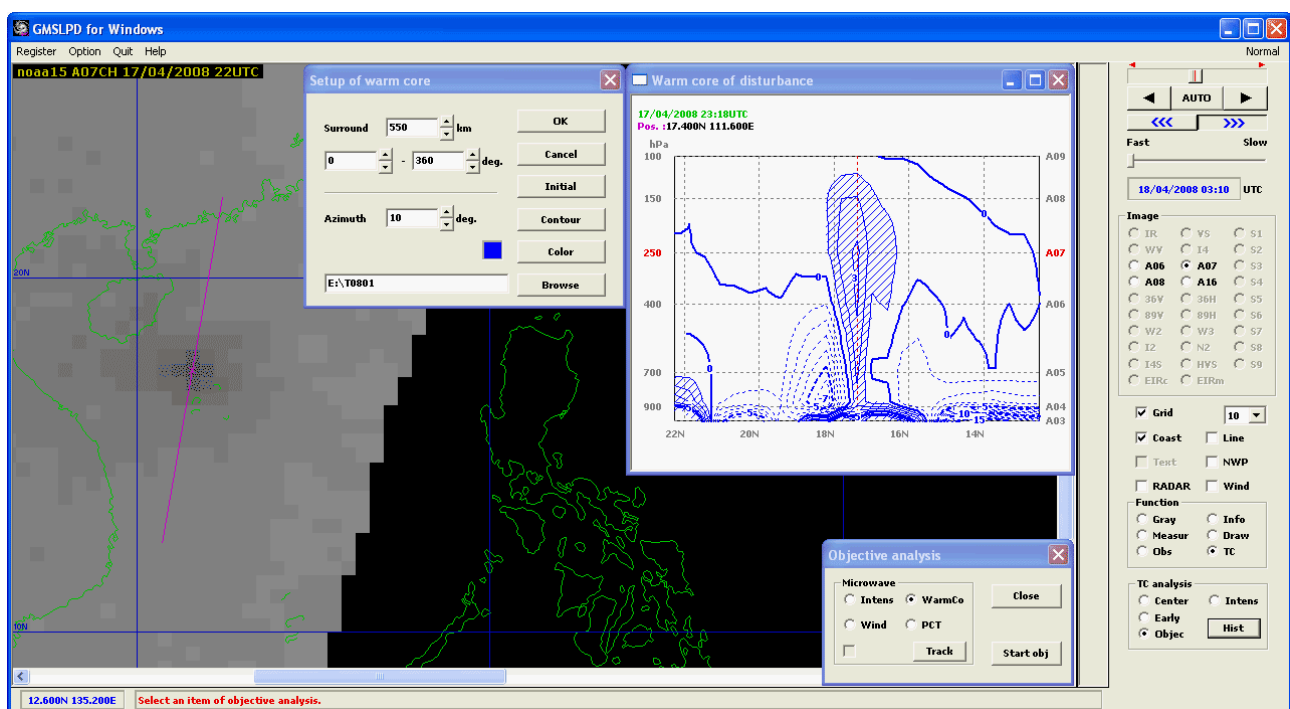 GMSLPD for Windows
Register Option Quit Help Normal
noaa15 A07CH 17/04/2008 22UTC
20N
10N
Setup of warm core
Surround 550 km
0 - 360 deg.
Azimuth 10 deg.
E:\T0801
OK
Cancel
Initial
Contour
Color
Browse
Warm core of disturbance
17/04/2008 23:18UTC
Pos. :17.400N 111.600E
hPa
100 A09
150 A08
250 A07
400 A06
700 A05
900 A04
A03
22N 20N 18N 16N 14N
0
0
0
0
3
10
15
Objective analysis
Microwave
Intens WarmCo
Wind PCT
Track
Close
Start obj
AUTO
<<< >>>
Fast Slow
18/04/2008 03:10 UTC
Image
IR VS S1
WV I4 S2
A06 A07 S3
A08 A16 S4
36V 36H S5
89V 89H S6
W2 W3 S7
I2 N2 S8
I4S HVS S9
EIRc EIRm
Grid 10
Coast Line
Text NWP
RADAR Wind
Function
Gray Info
Measur Draw
Obs TC
TC analysis
Center Intens
Early
Objec Hist
12.600N 135.200E Select an item of objective analysis.